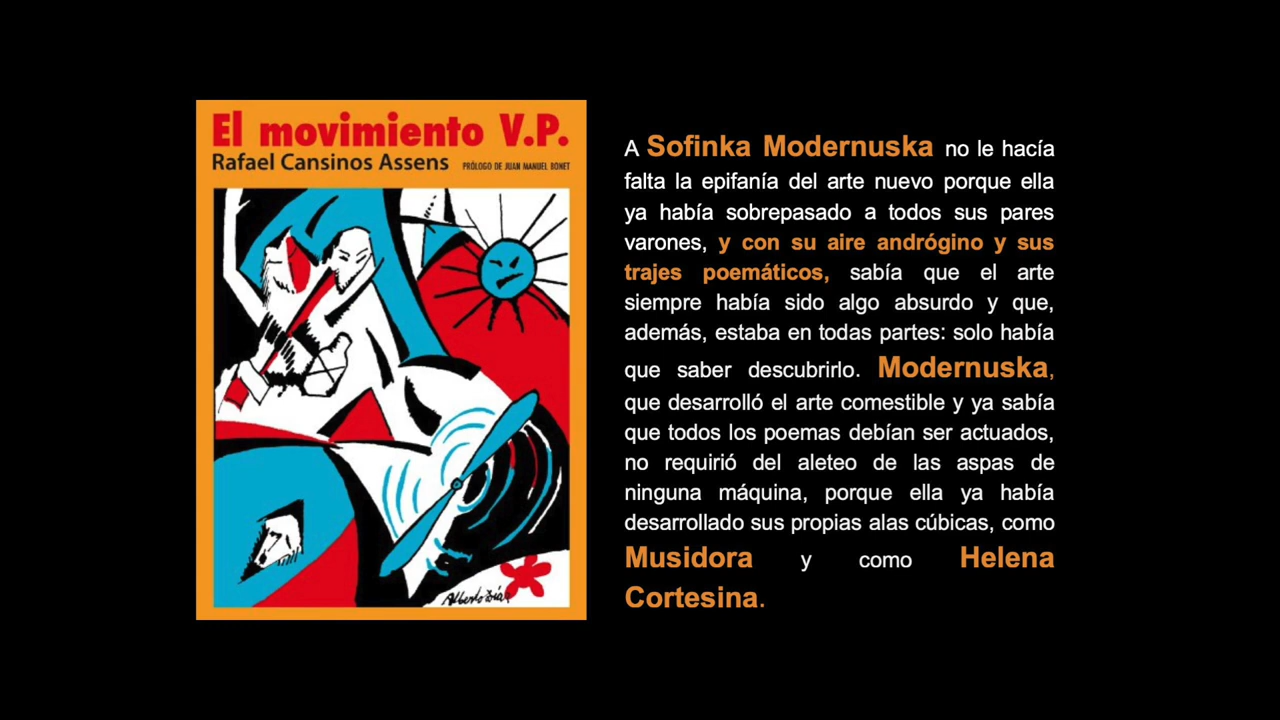 El movimiento V.P.
Rafael Cansinos Assens PRÓLOGO DE JUAN MANUEL BONET
Alberto Díaz
A Sofinka Modernuska no le hacía
falta la epifanía del arte nuevo porque ella
ya había sobrepasado a todos sus pares
varones, y con su aire andrógino y sus
trajes poemáticos, sabía que el arte
siempre había sido algo absurdo y que,
además, estaba en todas partes: solo había
que saber descubrirlo. Modernuska,
que desarrolló el arte comestible y ya sabía
que todos los poemas debían ser actuados,
no requirió del aleteo de las aspas de
ninguna máquina, porque ella ya había
desarrollado sus propias alas cúbicas, como
Musidora y como Helena
Cortesina.